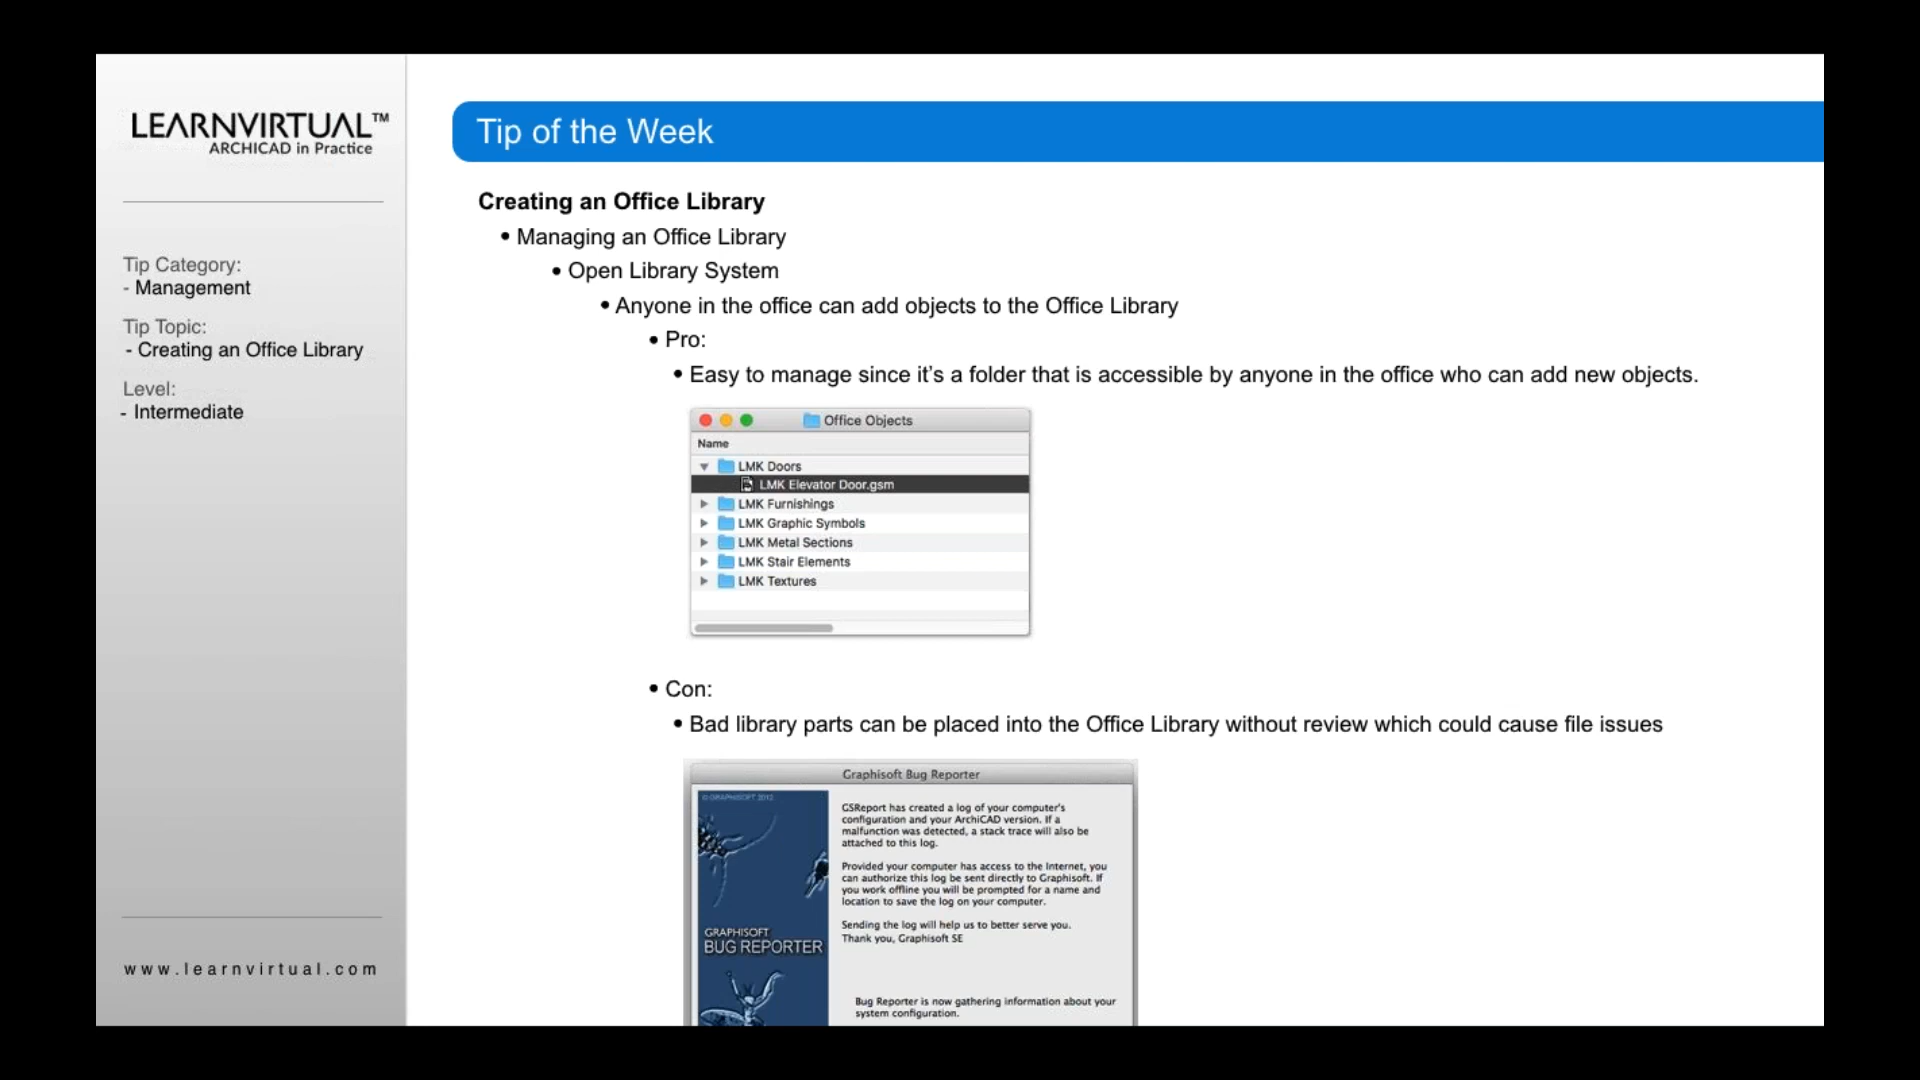 LEARNVIRTUAL™
ARCHICAD in Practice
Tip Category:
- Management
Tip Topic:
- Creating an Office Library
Level:
- Intermediate
www.learnvirtual.com
Tip of the Week
Creating an Office Library
• Managing an Office Library
• Open Library System
• Anyone in the office can add objects to the Office Library
• Pro:
• Easy to manage since it’s a folder that is accessible by anyone in the office who can add new objects.
Office Objects
Name
LMK Doors
LMK Elevator Door.gsm
LMK Furnishings
LMK Graphic Symbols
LMK Metal Sections
LMK Stair Elements
LMK Textures
• Con:
• Bad library parts can be placed into the Office Library without review which could cause file issues
Graphisoft Bug Reporter
© GRAPHISOFT 2012
GRAPHISOFT
BUG REPORTER
GSReport has created a log of your computer's
configuration and your ArchiCAD version. If a
malfunction was detected, a stack trace will also be
attached to this log.
Provided your computer has access to the Internet, you
can authorize this log be sent directly to Graphisoft. If
you work offline you will be prompted for a name and
location to save the log on your computer.
Sending the log will help us to better serve you.
Thank you, Graphisoft SE
Bug Reporter is now gathering information about your
system configuration.